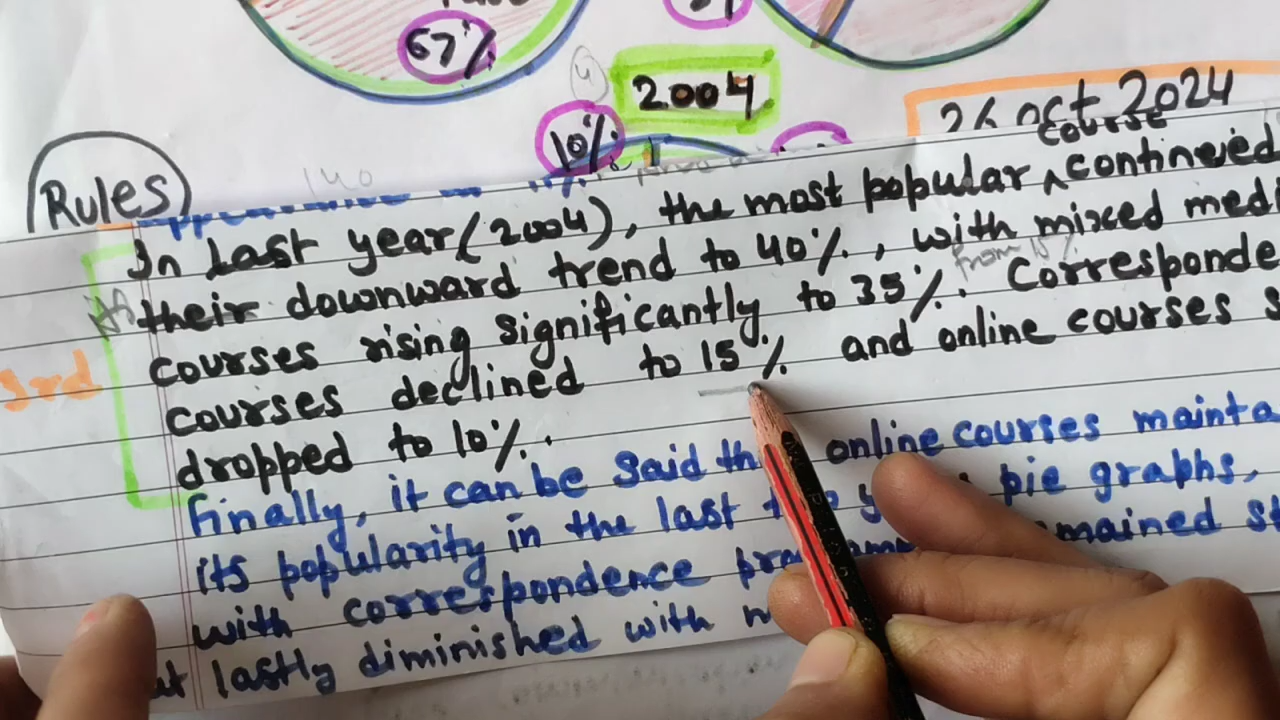 67%
2004
10%
26 oct 2024
Rules
140
course
In Last year (2004), the most popular ^ continued
their downward trend to 40%, with mixed medi
from 15%
courses rising significantly to 35%. Corresponde
courses declined to 15% and online courses s
dropped to 10%.
3rd
Finally, it can be said th online courses mainta
its popularity in the last pie graphs,
with correspondence mained st
lastly diminished with